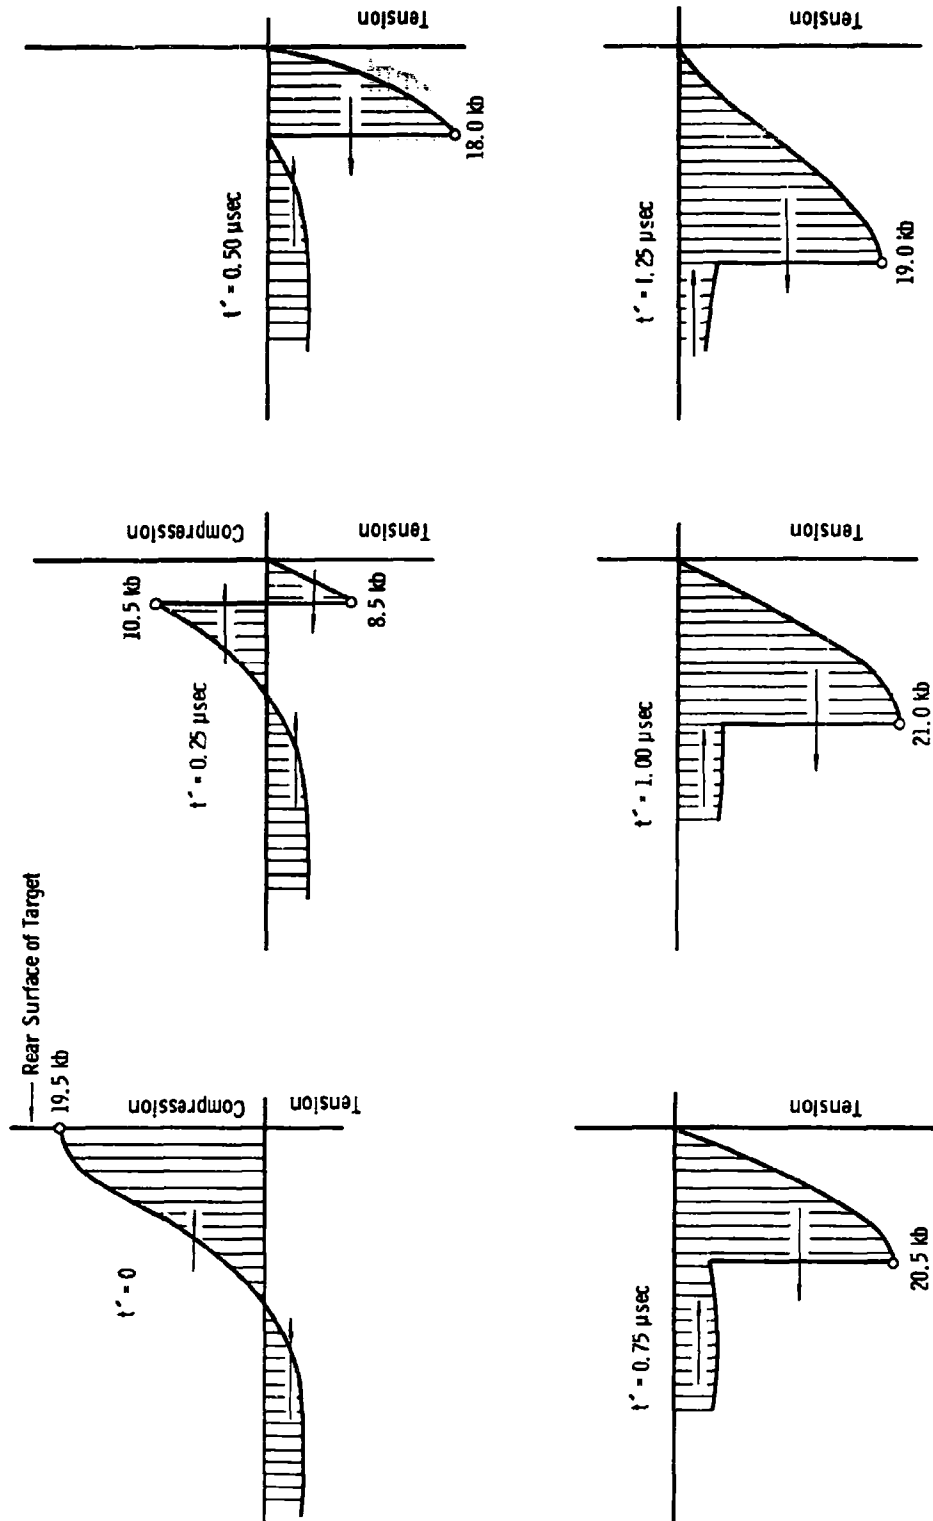 Rear Surface of Target
19.5 kb
Compression
Tension
t′ = 0
10.5 kb
Compression
Tension
t′ = 0.25 μsec
8.5 kb
Tension
t′ = 0.50 μsec
18.0 kb
Tension
t′ = 0.75 μsec
20.5 kb
Tension
t′ = 1.00 μsec
21.0 kb
Tension
t′ = 1.25 μsec
19.0 kb